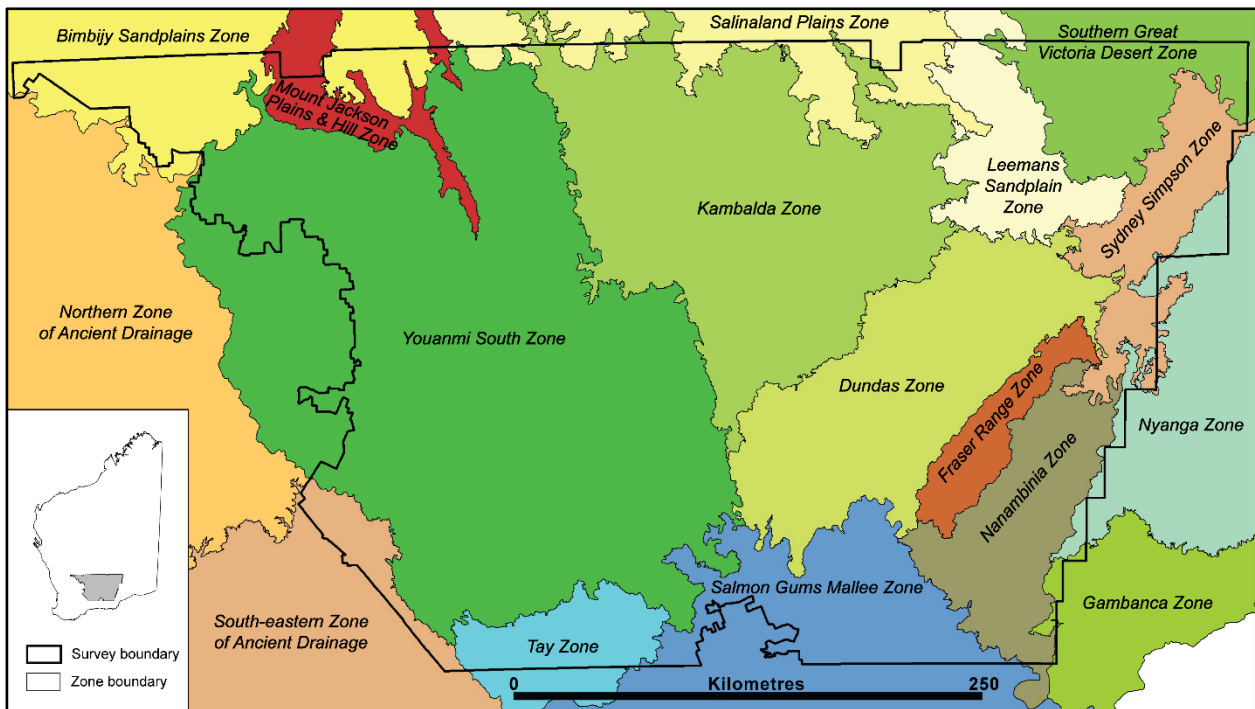 Bimbijy Sandplains Zone
Salinaland Plains Zone
Southern Great
Victoria Desert Zone
Mount Jackson
Plains & Hill Zone
Leemans
Sandplain
Zone
Sydney Simpson Zone
Kambalda Zone
Northern Zone
of Ancient Drainage
Youanmi South Zone
Dundas Zone
Fraser Range Zone
Nyanga Zone
Nanambinia Zone
Salmon Gums Mallee Zone
Gambanca Zone
South-eastern Zone
of Ancient Drainage
Tay Zone
Survey boundary
Zone boundary
0
Kilometres
250